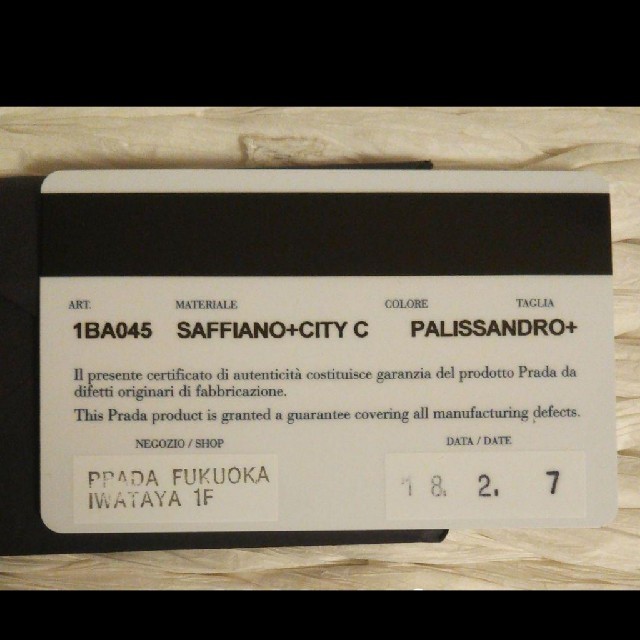 ART. MATERIALE COLORE TAGLIA
1BA045 SAFFIANO+CITY C PALISSANDRO+
Il presente certificato di autenticità costituisce garanzia del prodotto Prada da
difetti originari di fabbricazione.
This Prada product is granted a guarantee covering all manufacturing defects.
NEGOZIO / SHOP
PRADA FUKUOKA
IWATAYA 1F
DATA / DATE
18. 2. 7